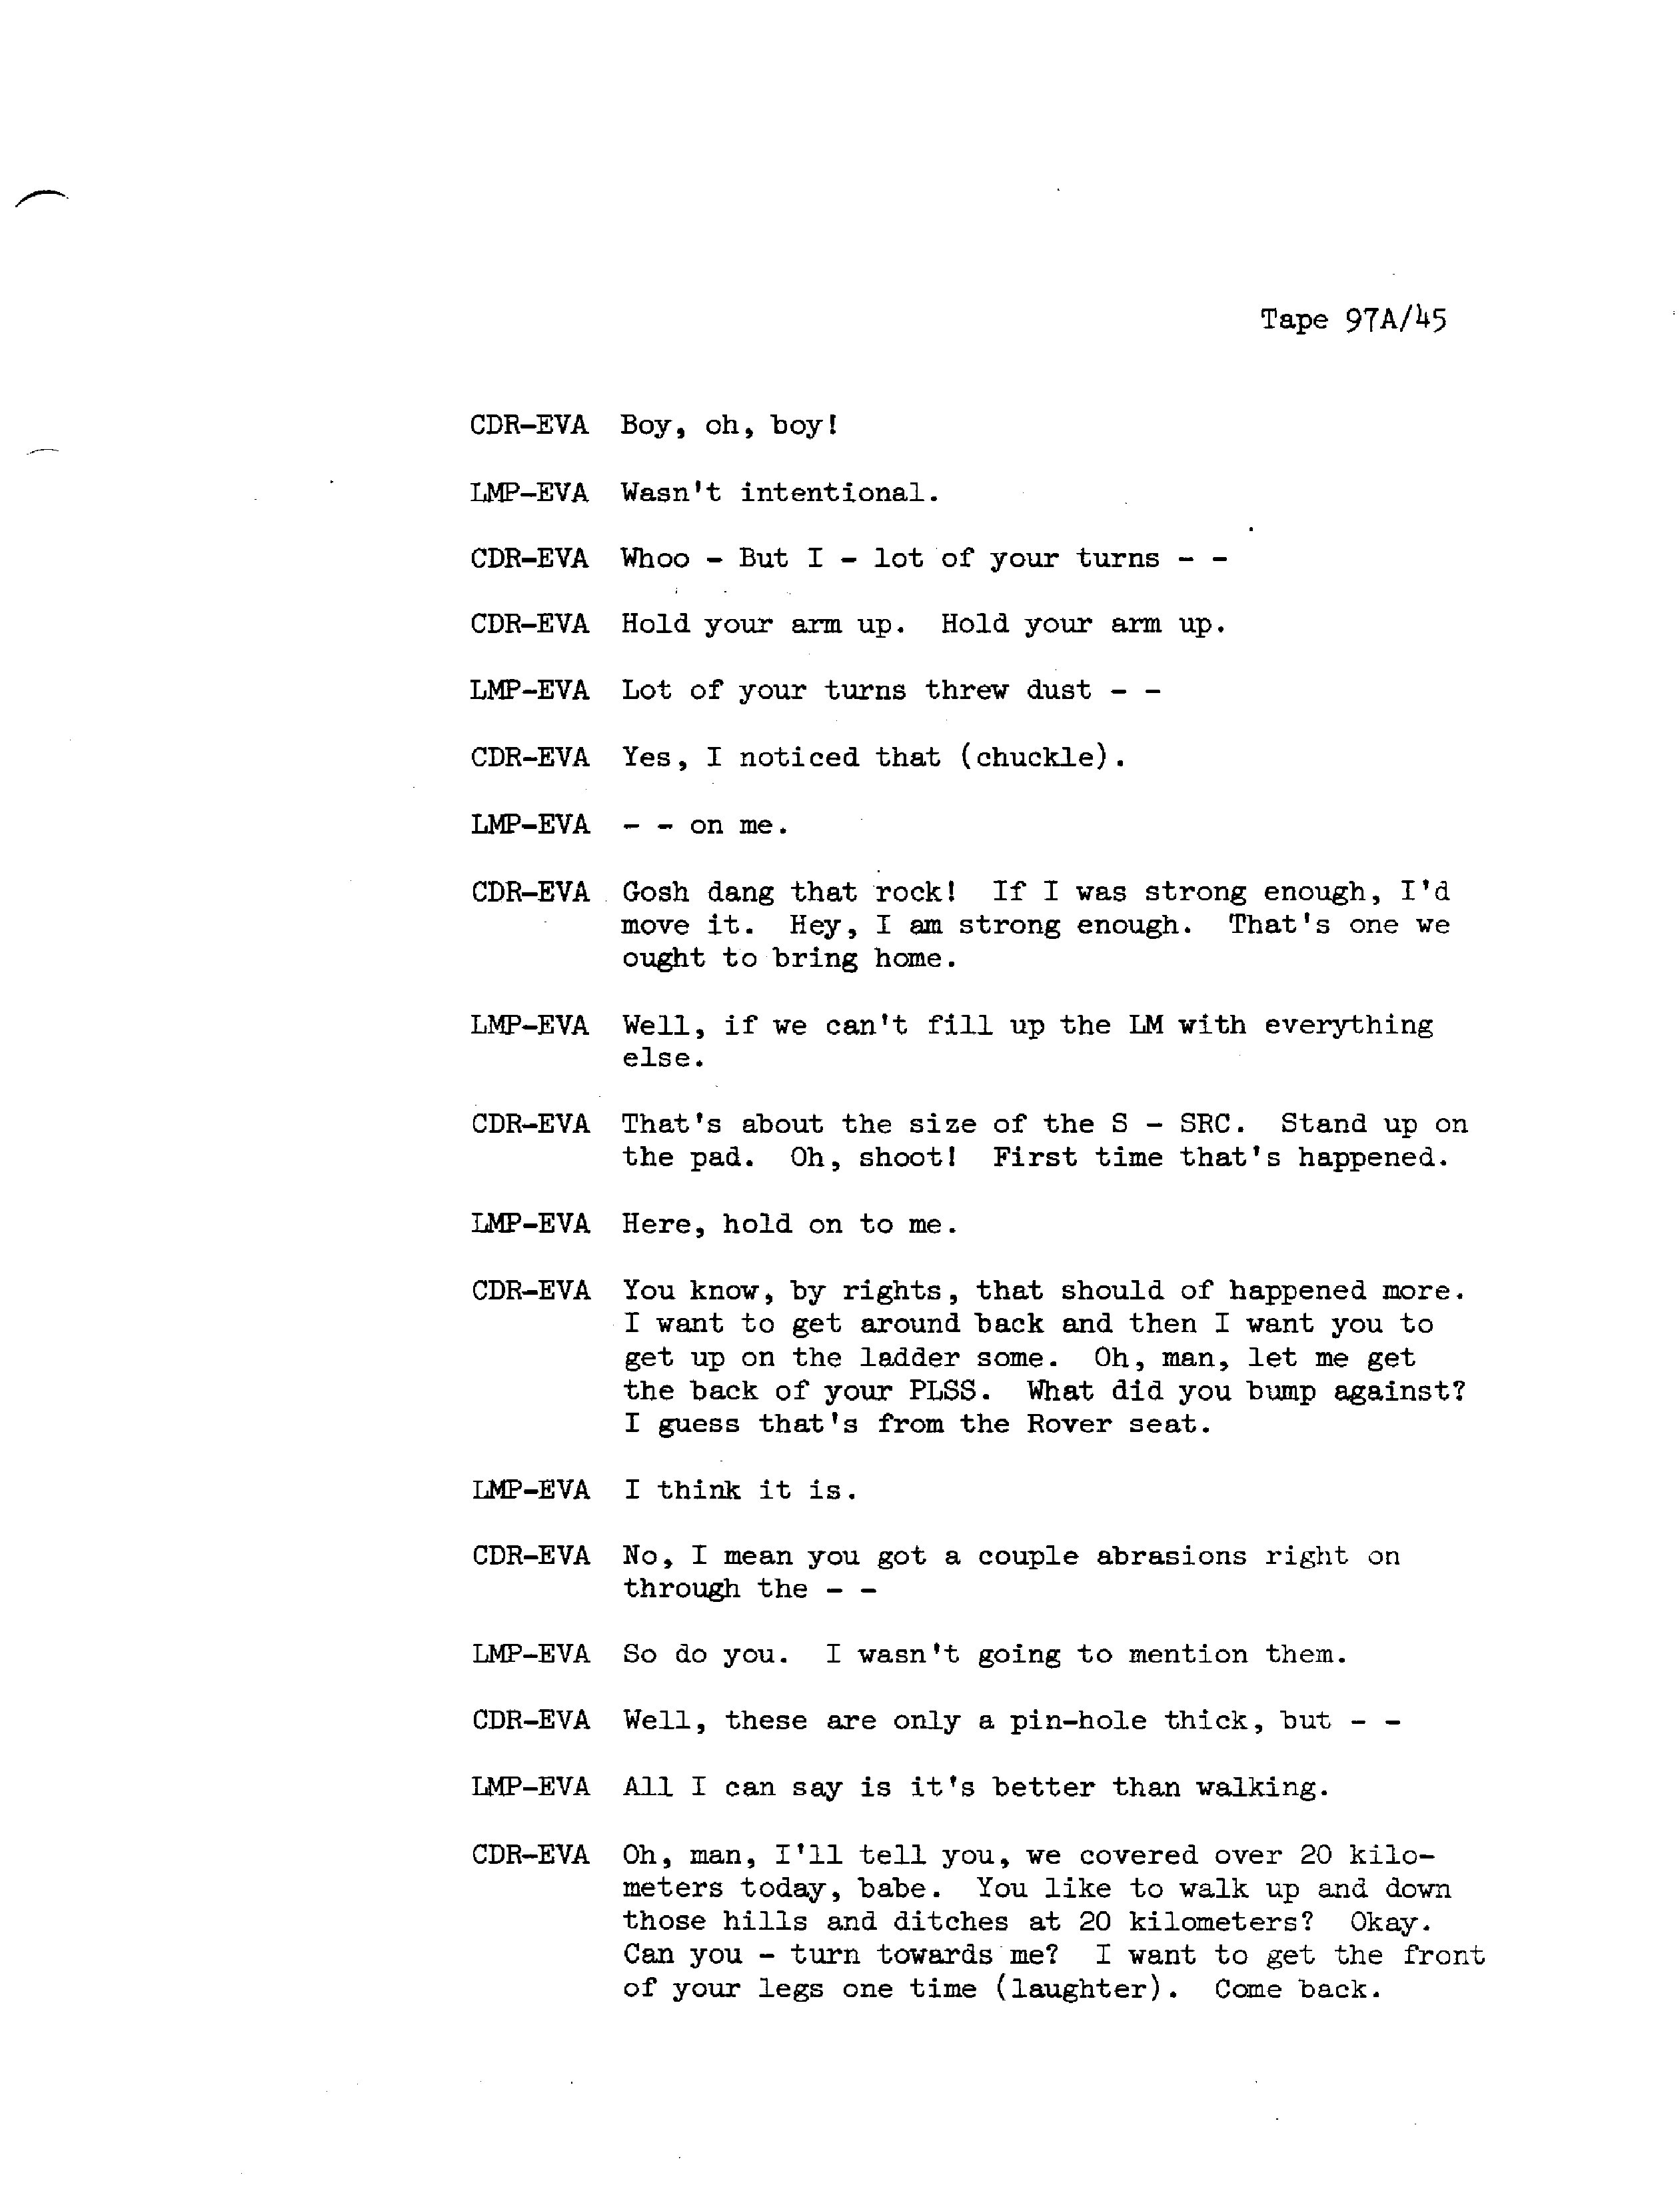 Tape 97A/45
CDR-EVA Boy, oh, boy!
LMP-EVA Wasn't intentional.
CDR-EVA Whoo - But I - lot of your turns - -
CDR-EVA Hold your arm up. Hold your arm up.
LMP-EVA Lot of your turns threw dust - -
CDR-EVA Yes, I noticed that (chuckle).
LMP-EVA - - on me.
CDR-EVA Gosh dang that rock! If I was strong enough, I'd
move it. Hey, I am strong enough. That's one we
ought to bring home.
LMP-EVA Well, if we can't fill up the LM with everything
else.
CDR-EVA That's about the size of the S - SRC. Stand up on
the pad. Oh, shoot! First time that's happened.
LMP-EVA Here, hold on to me.
CDR-EVA You know, by rights, that should of happened more.
I want to get around back and then I want you to
get up on the ladder some. Oh, man, let me get
the back of your PLSS. What did you bump against?
I guess that's from the Rover seat.
LMP-EVA I think it is.
CDR-EVA No, I mean you got a couple abrasions right on
through the - -
LMP-EVA So do you. I wasn't going to mention them.
CDR-EVA Well, these are only a pin-hole thick, but - -
LMP-EVA All I can say is it's better than walking.
CDR-EVA Oh, man, I'll tell you, we covered over 20 kilo-
meters today, babe. You like to walk up and down
those hills and ditches at 20 kilometers? Okay.
Can you - turn towards me? I want to get the front
of your legs one time (laughter). Come back.